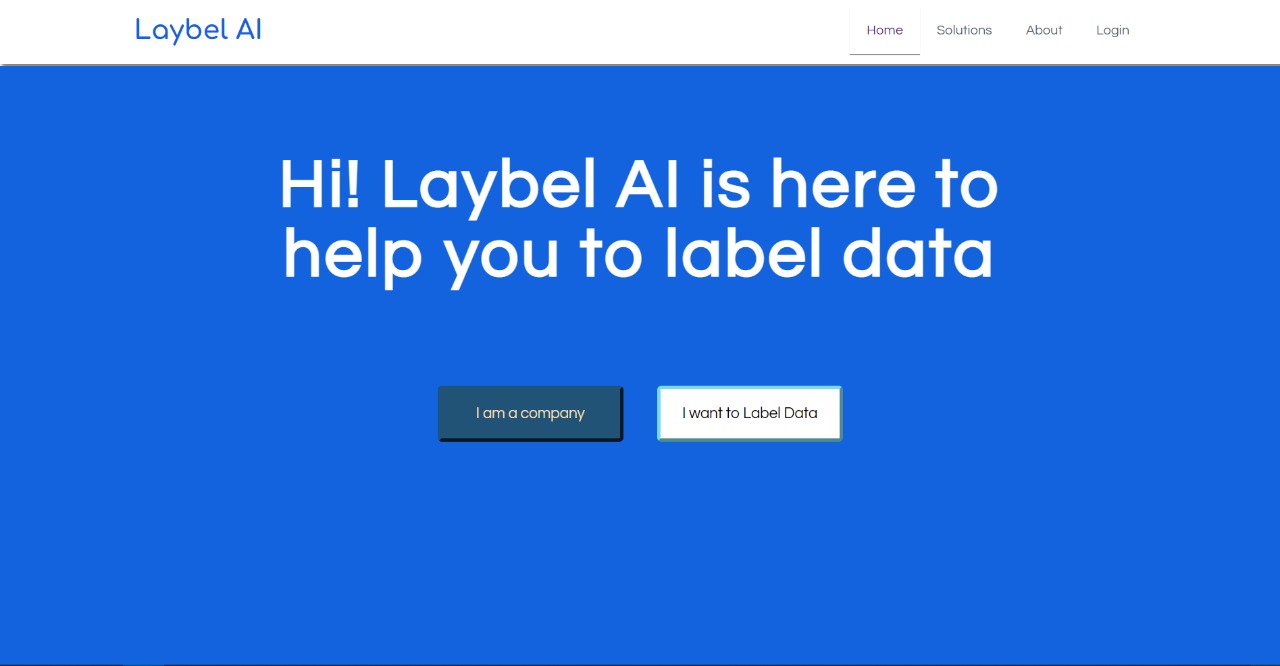 Laybel AI
Home Solutions About Login
Hi! Laybel AI is here to
help you to label data
I am a company
I want to Label Data